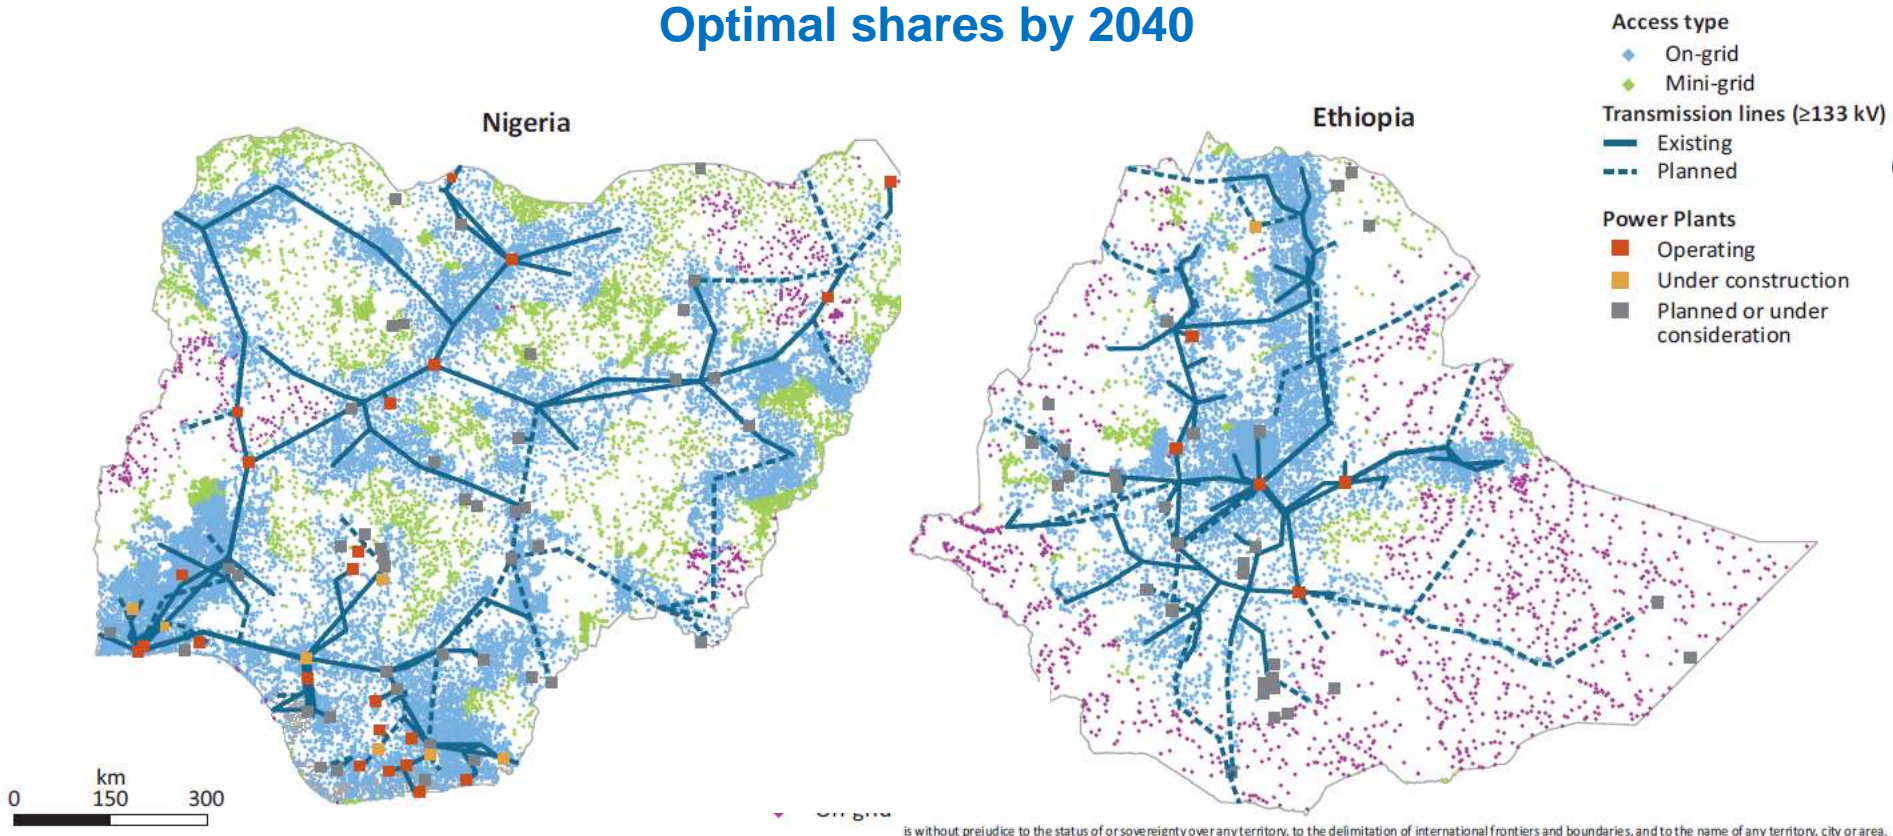 Optimal shares by 2040
Access type
On-grid
Mini-grid
Transmission lines (≥133 kV)
Existing
Planned
Power Plants
Operating
Under construction
Planned or under
consideration
Nigeria
Ethiopia
km
0 150 300
is without prejudice to the status of or sovereignty over any territory, to the delimitation of international frontiers and boundaries, and to the name of any territory, city or area.